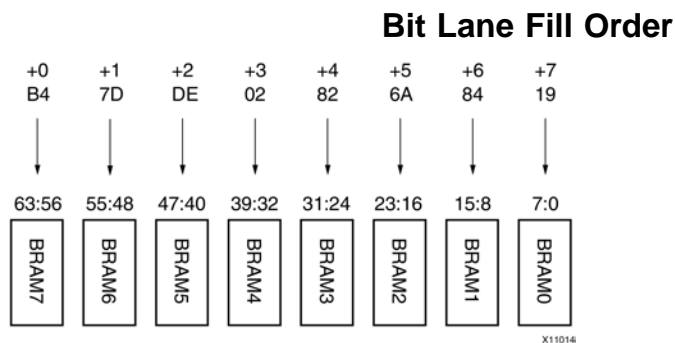 Bit Lane Fill Order
+0 +1 +2 +3 +4 +5 +6 +7
B4 7D DE 02 82 6A 84 19
63:56 55:48 47:40 39:32 31:24 23:16 15:8 7:0
BRAM7 BRAM6 BRAM5 BRAM4 BRAM3 BRAM2 BRAM1 BRAM0
X11014